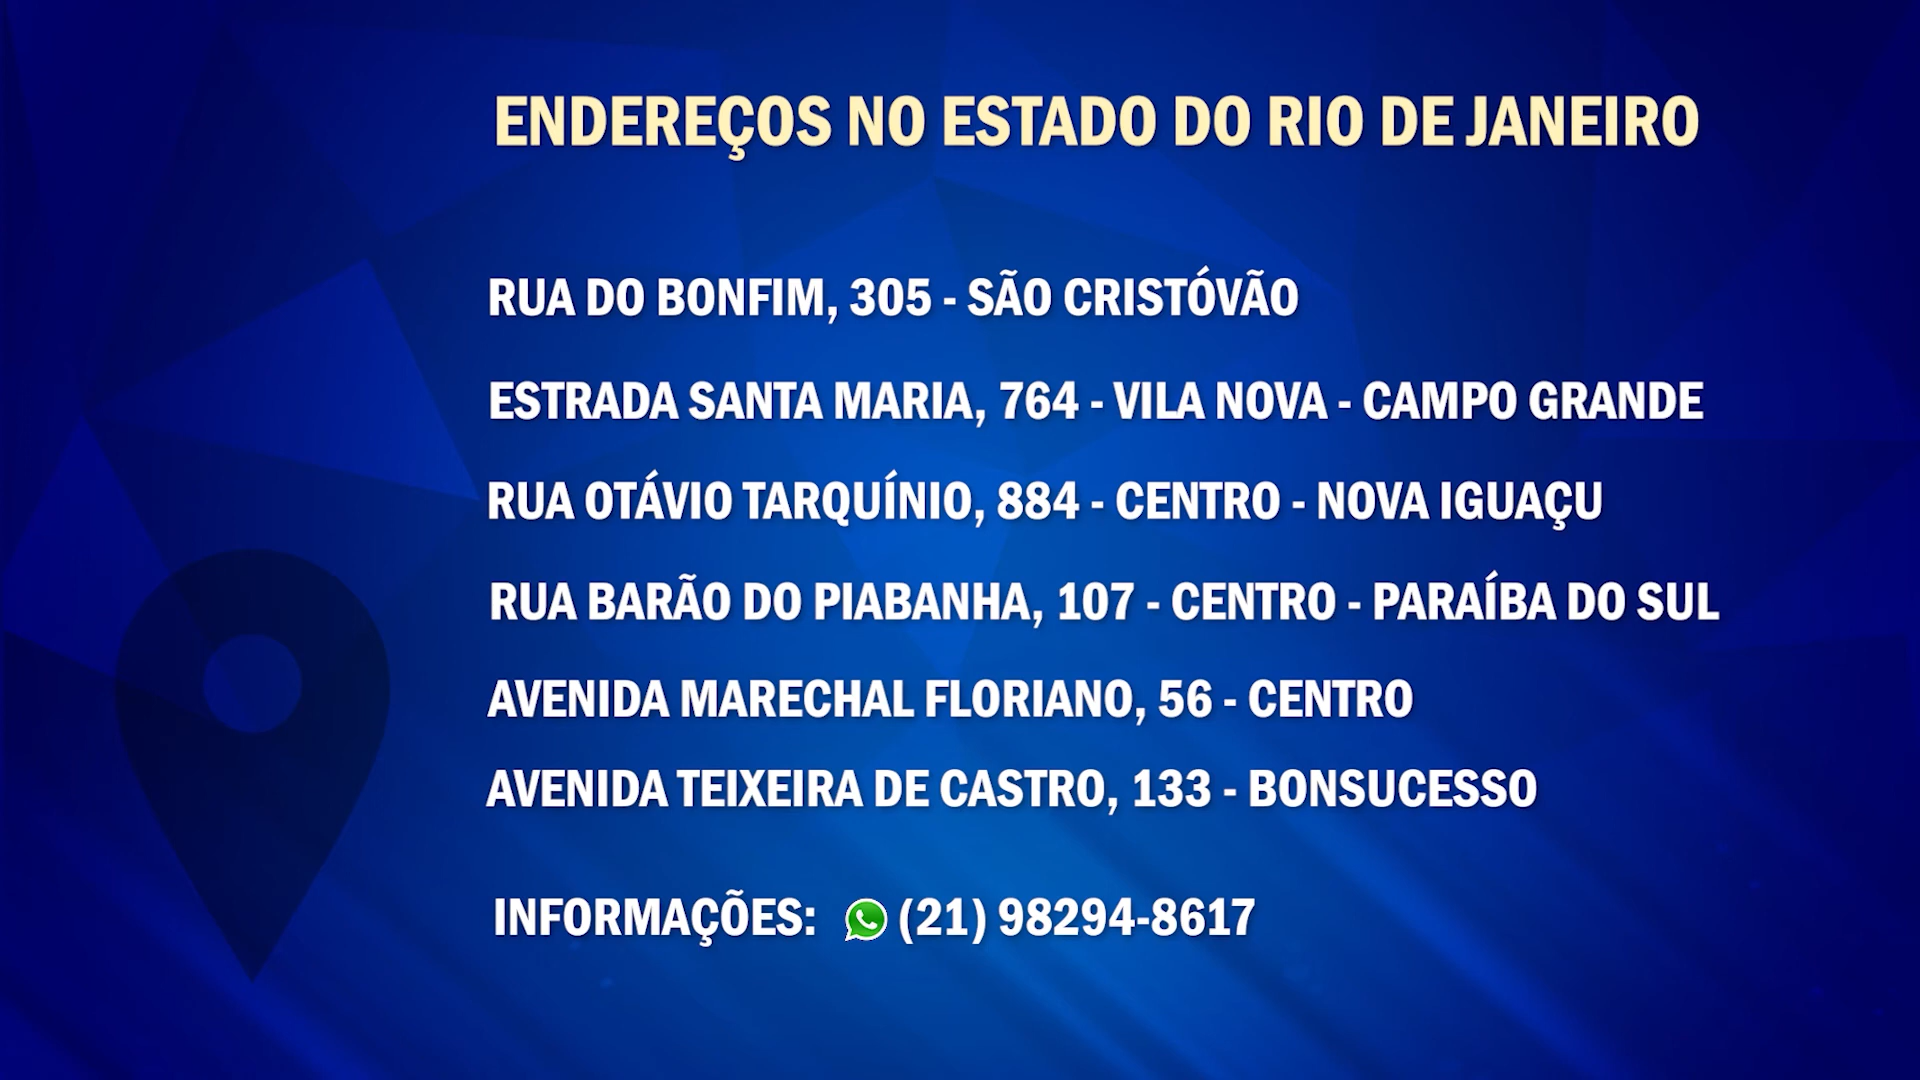 ENDEREÇOS NO ESTADO DO RIO DE JANEIRO
RUA DO BONFIM, 305 - SÃO CRISTÓVÃO
ESTRADA SANTA MARIA, 764 - VILA NOVA - CAMPO GRANDE
RUA OTÁVIO TARQUÍNIO, 884 - CENTRO - NOVA IGUAÇU
RUA BARÃO DO PIABANHA, 107 - CENTRO - PARAÍBA DO SUL
AVENIDA MARECHAL FLORIANO, 56 - CENTRO
AVENIDA TEIXEIRA DE CASTRO, 133 - BONSUCESSO
INFORMAÇÕES: (21) 98294-8617